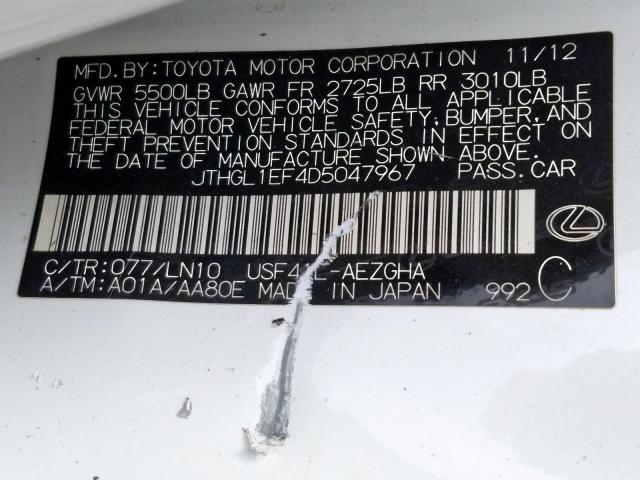 MFD.BY:TOYOTA MOTOR CORPORATION 11/12
GVWR 5500LB GAWR FR 2725LB RR 3010LB
THIS VEHICLE CONFORMS TO ALL APPLICABLE
FEDERAL MOTOR VEHICLE SAFETY,BUMPER,AND
THEFT PREVENTION STANDARDS IN EFFECT ON
THE DATE OF MANUFACTURE SHOWN ABOVE.
JTHGL1EF4D5047967 PASS.CAR
C/TR:077/LN10 USF41L-AEZGHA
A/TM:A01A/AA80E MADE IN JAPAN 992 C